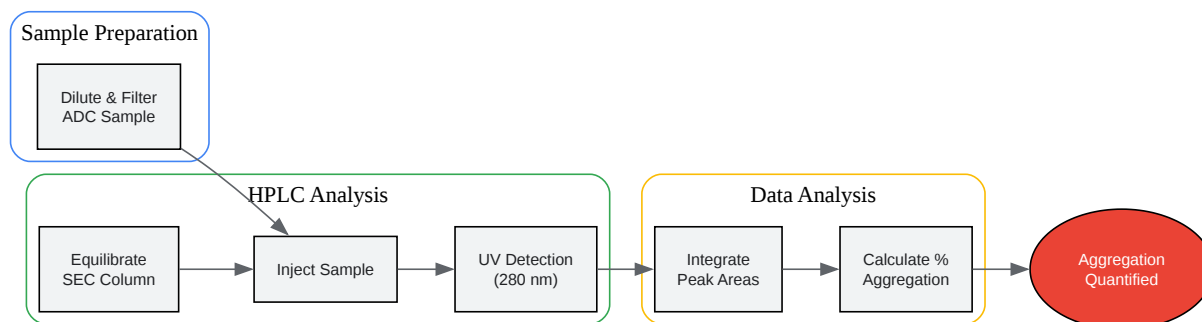 Sample Preparation
Dilute & Filter
ADC Sample
HPLC Analysis
Equilibrate
SEC Column
Inject Sample
UV Detection
(280 nm)
Data Analysis
Integrate
Peak Areas
Calculate %
Aggregation
Aggregation
Quantified